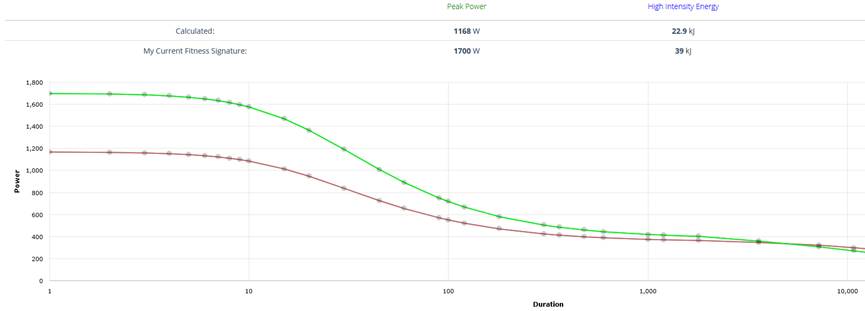 Peak Power High Intensity Energy
Calculated: 1168 W 22.9 kJ
My Current Fitness Signature: 1700 W 39 kJ
1,800
1,600
1,400
1,200
1,000
800
600
400
200
0
Power
1 10 100 1,000 10,000
Duration